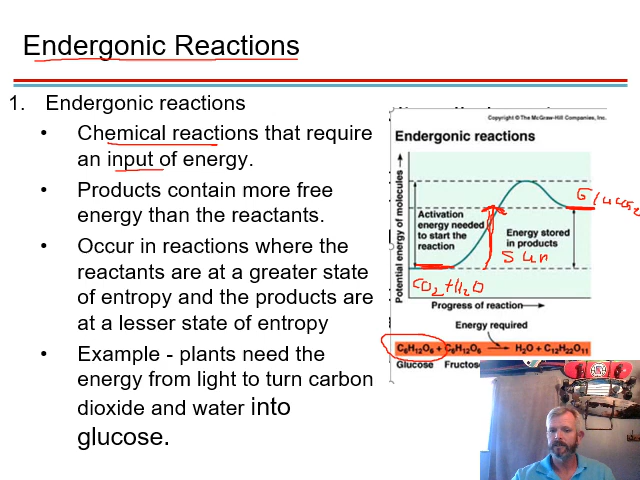 Endergonic Reactions
1. Endergonic reactions
• Chemical reactions that require
an input of energy.
• Products contain more free
energy than the reactants.
• Occur in reactions where the
reactants are at a greater state
of entropy and the products are
at a lesser state of entropy
• Example - plants need the
energy from light to turn carbon
dioxide and water into
glucose.
Copyright © The McGraw-Hill Companies, Inc.
Endergonic reactions
Potential energy of molecules
Glucose
Activation
energy needed
to start the
reaction
Energy stored
in products
Sun
CO2 + H2O
Progress of reaction
Energy required
C6H12O6 + C6H12O6 H2O + C12H22O11
Glucose Fructos